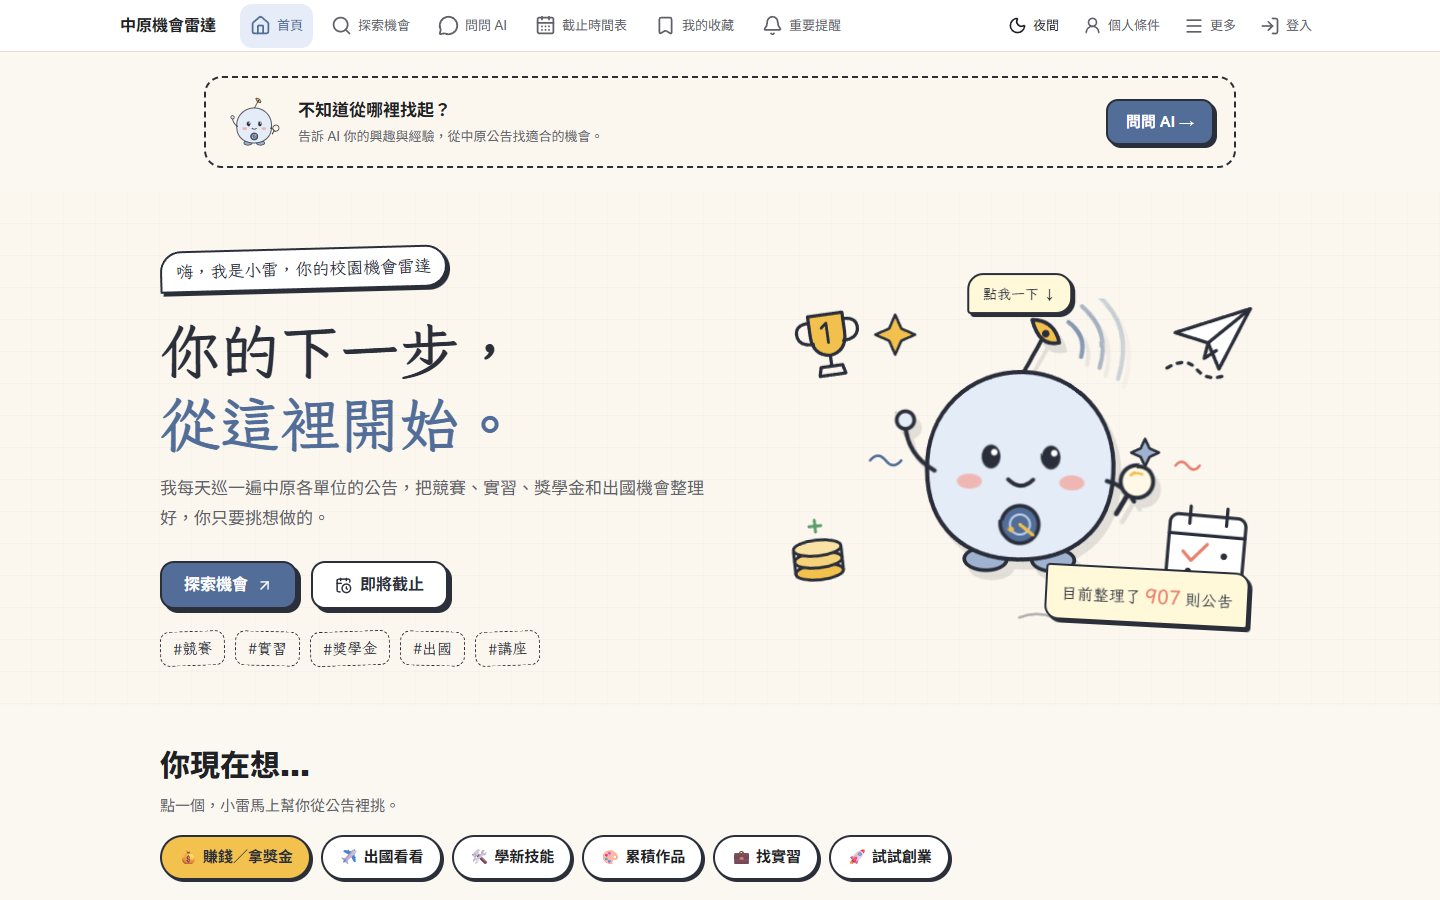 中原機會雷達
首頁
探索機會
問問 AI
截止時間表
我的收藏
重要提醒
夜間
個人條件
更多
登入
不知道從哪裡找起？
告訴 AI 你的興趣與經驗，從中原公告找適合的機會。
問問 AI→
嗨，我是小雷，你的校園機會雷達
你的下一步，
從這裡開始。
我每天巡一遍中原各單位的公告，把競賽、實習、獎學金和出國機會整理
好，你只要挑想做的。
探索機會
即將截止
#競賽
#實習
#獎學金
#出國
#講座
點我一下 ↓
1
目前整理了 907 則公告
你現在想...
點一個，小雷馬上幫你從公告裡挑。
賺錢／拿獎金
出國看看
學新技能
累積作品
找實習
試試創業